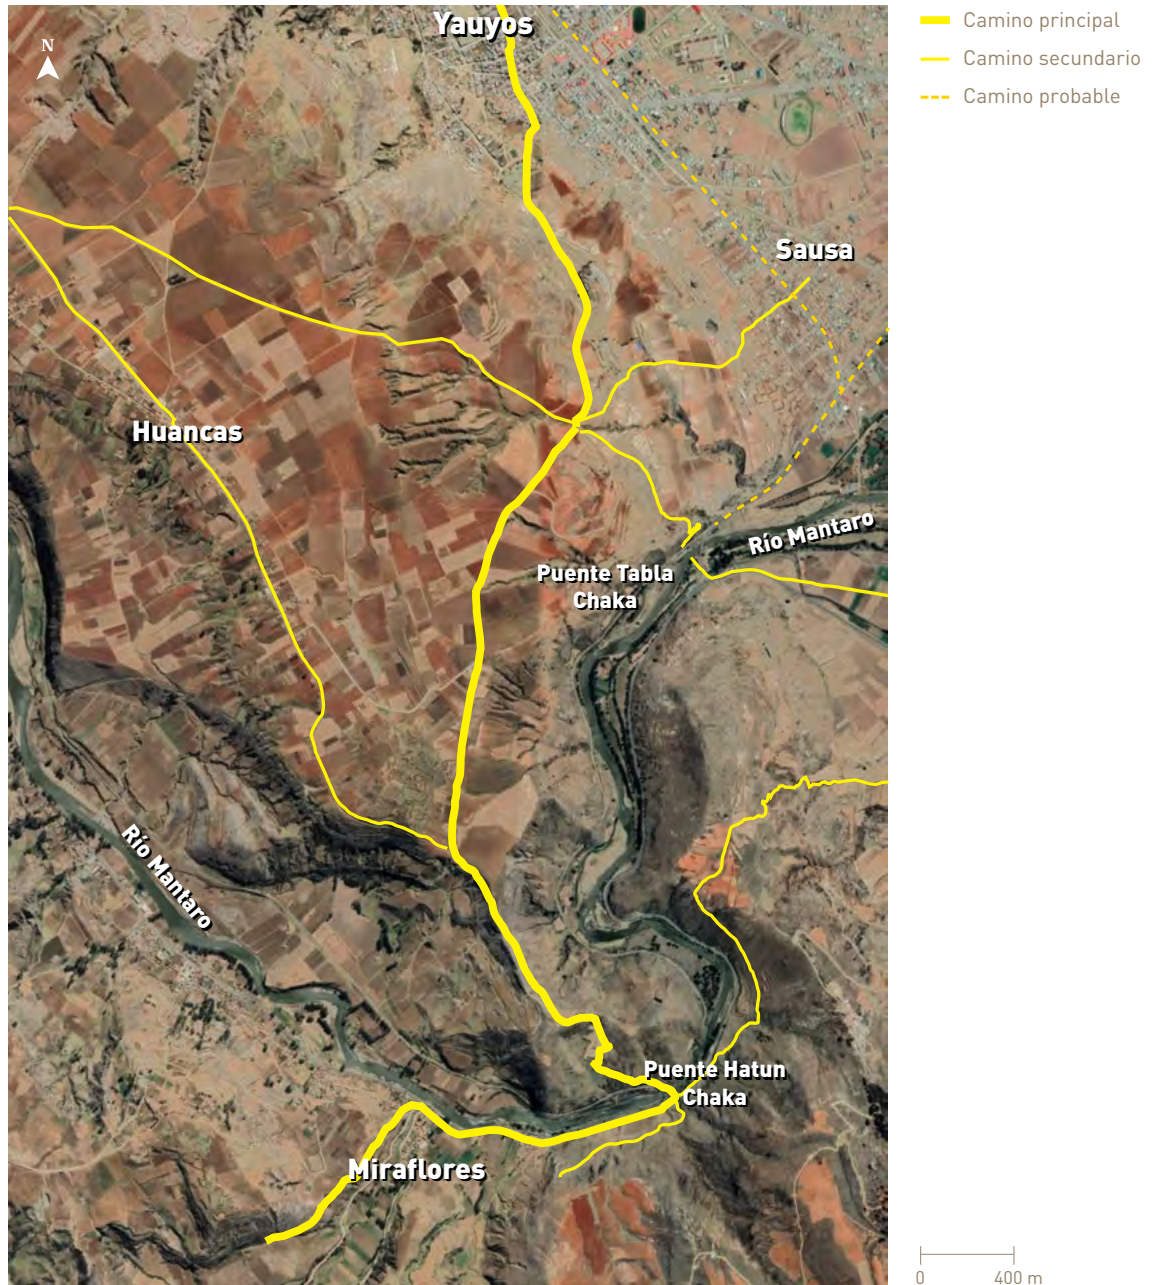 Yauyos
N
Camino principal
Camino secundario
Camino probable
Sausa
Huancas
Río Mantaro
Puente Tabla
Chaka
Río Mantaro
Puente Hatun
Chaka
Miraflores
0 400 m